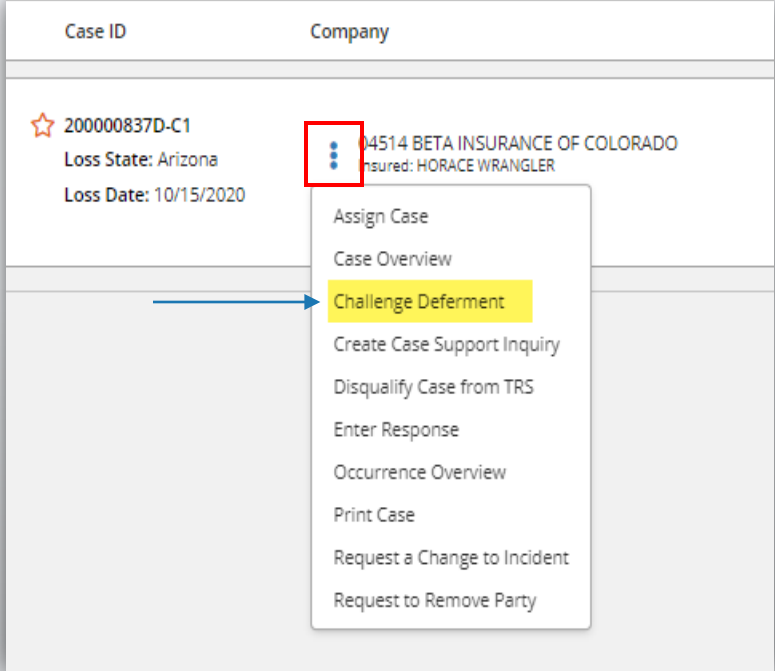 Case ID
Company
200000837D-C1
Loss State: Arizona
Loss Date: 10/15/2020
04514 BETA INSURANCE OF COLORADO
Insured: HORACE WRANGLER
Assign Case
Case Overview
Challenge Deferment
Create Case Support Inquiry
Disqualify Case from TRS
Enter Response
Occurrence Overview
Print Case
Request a Change to Incident
Request to Remove Party